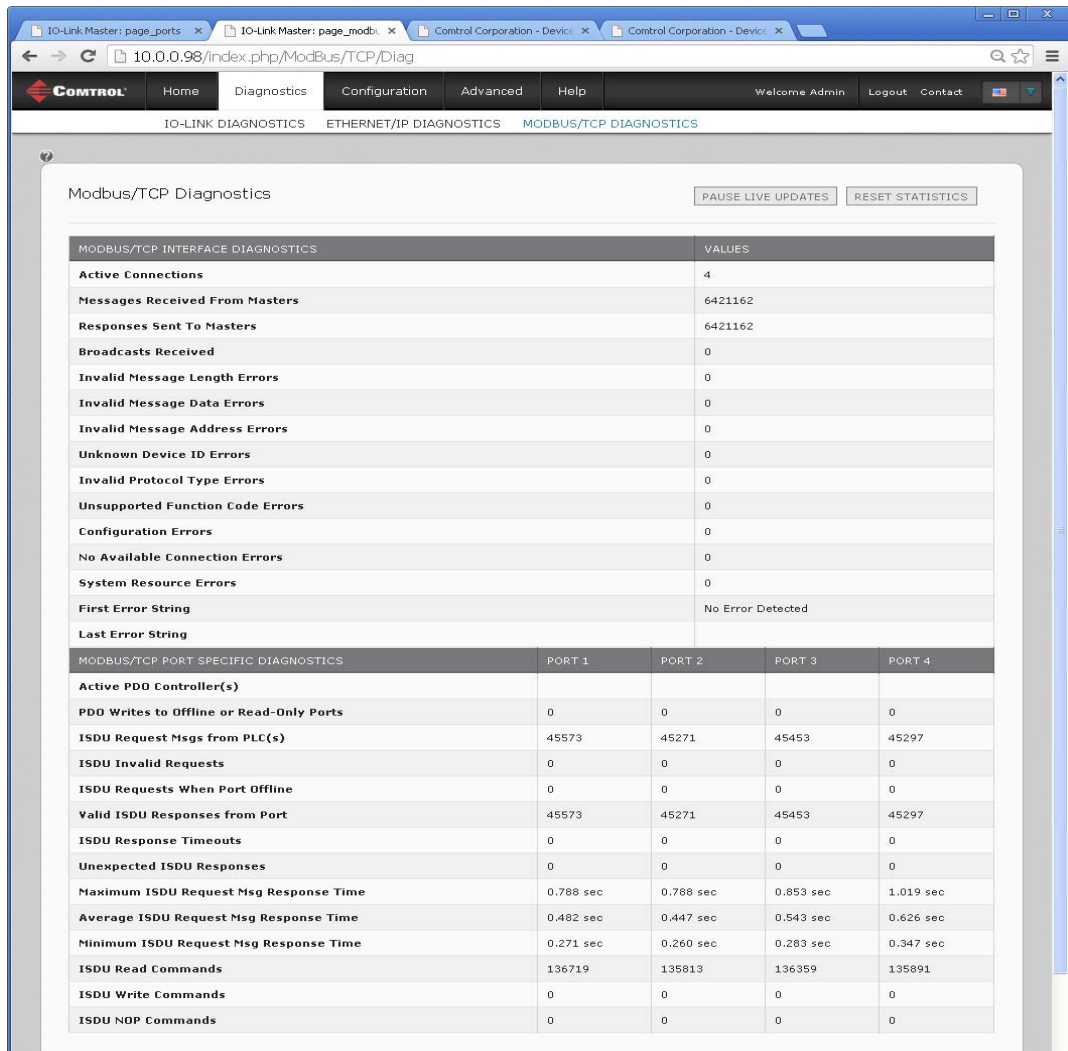 IO-Link Master: page_ports
IO-Link Master: page_modbu
Comtrol Corporation - Device
Comtrol Corporation - Device
10.0.0.98/index.php/ModBus/TCP/Diag
COMTROL Home Diagnostics Configuration Advanced Help Welcome Admin Logout Contact
IO-LINK DIAGNOSTICS ETHERNET/IP DIAGNOSTICS MODBUS/TCP DIAGNOSTICS
Modbus/TCP Diagnostics PAUSE LIVE UPDATES RESET STATISTICS
MODBUS/TCP INTERFACE DIAGNOSTICS VALUES
Active Connections 4
Messages Received From Masters 6421162
Responses Sent To Masters 6421162
Broadcasts Received 0
Invalid Message Length Errors 0
Invalid Message Data Errors 0
Invalid Message Address Errors 0
Unknown Device ID Errors 0
Invalid Protocol Type Errors 0
Unsupported Function Code Errors 0
Configuration Errors 0
No Available Connection Errors 0
System Resource Errors 0
First Error String No Error Detected
Last Error String
MODBUS/TCP PORT SPECIFIC DIAGNOSTICS PORT 1 PORT 2 PORT 3 PORT 4
Active PDO Controller(s)
PDO Writes to Offline or Read-Only Ports 0 0 0 0
ISDU Request Msgs from PLC(s) 45573 45271 45453 45297
ISDU Invalid Requests 0 0 0 0
ISDU Requests When Port Offline 0 0 0 0
Valid ISDU Responses from Port 45573 45271 45453 45297
ISDU Response Timeouts 0 0 0 0
Unexpected ISDU Responses 0 0 0 0
Maximum ISDU Request Msg Response Time 0.788 sec 0.788 sec 0.853 sec 1.019 sec
Average ISDU Request Msg Response Time 0.482 sec 0.447 sec 0.543 sec 0.626 sec
Minimum ISDU Request Msg Response Time 0.271 sec 0.260 sec 0.283 sec 0.347 sec
ISDU Read Commands 136719 135813 136359 135891
ISDU Write Commands 0 0 0 0
ISDU NOP Commands 0 0 0 0